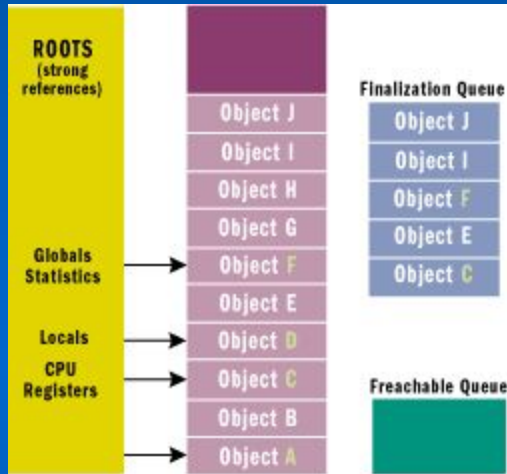 ROOTS
(strong
references)
Globals
Statistics
Locals
CPU
Registers
Object J
Object I
Object H
Object G
Object F
Object E
Object D
Object C
Object B
Object A
Finalization Queue
Object J
Object I
Object F
Object E
Object C
Freachable Queue